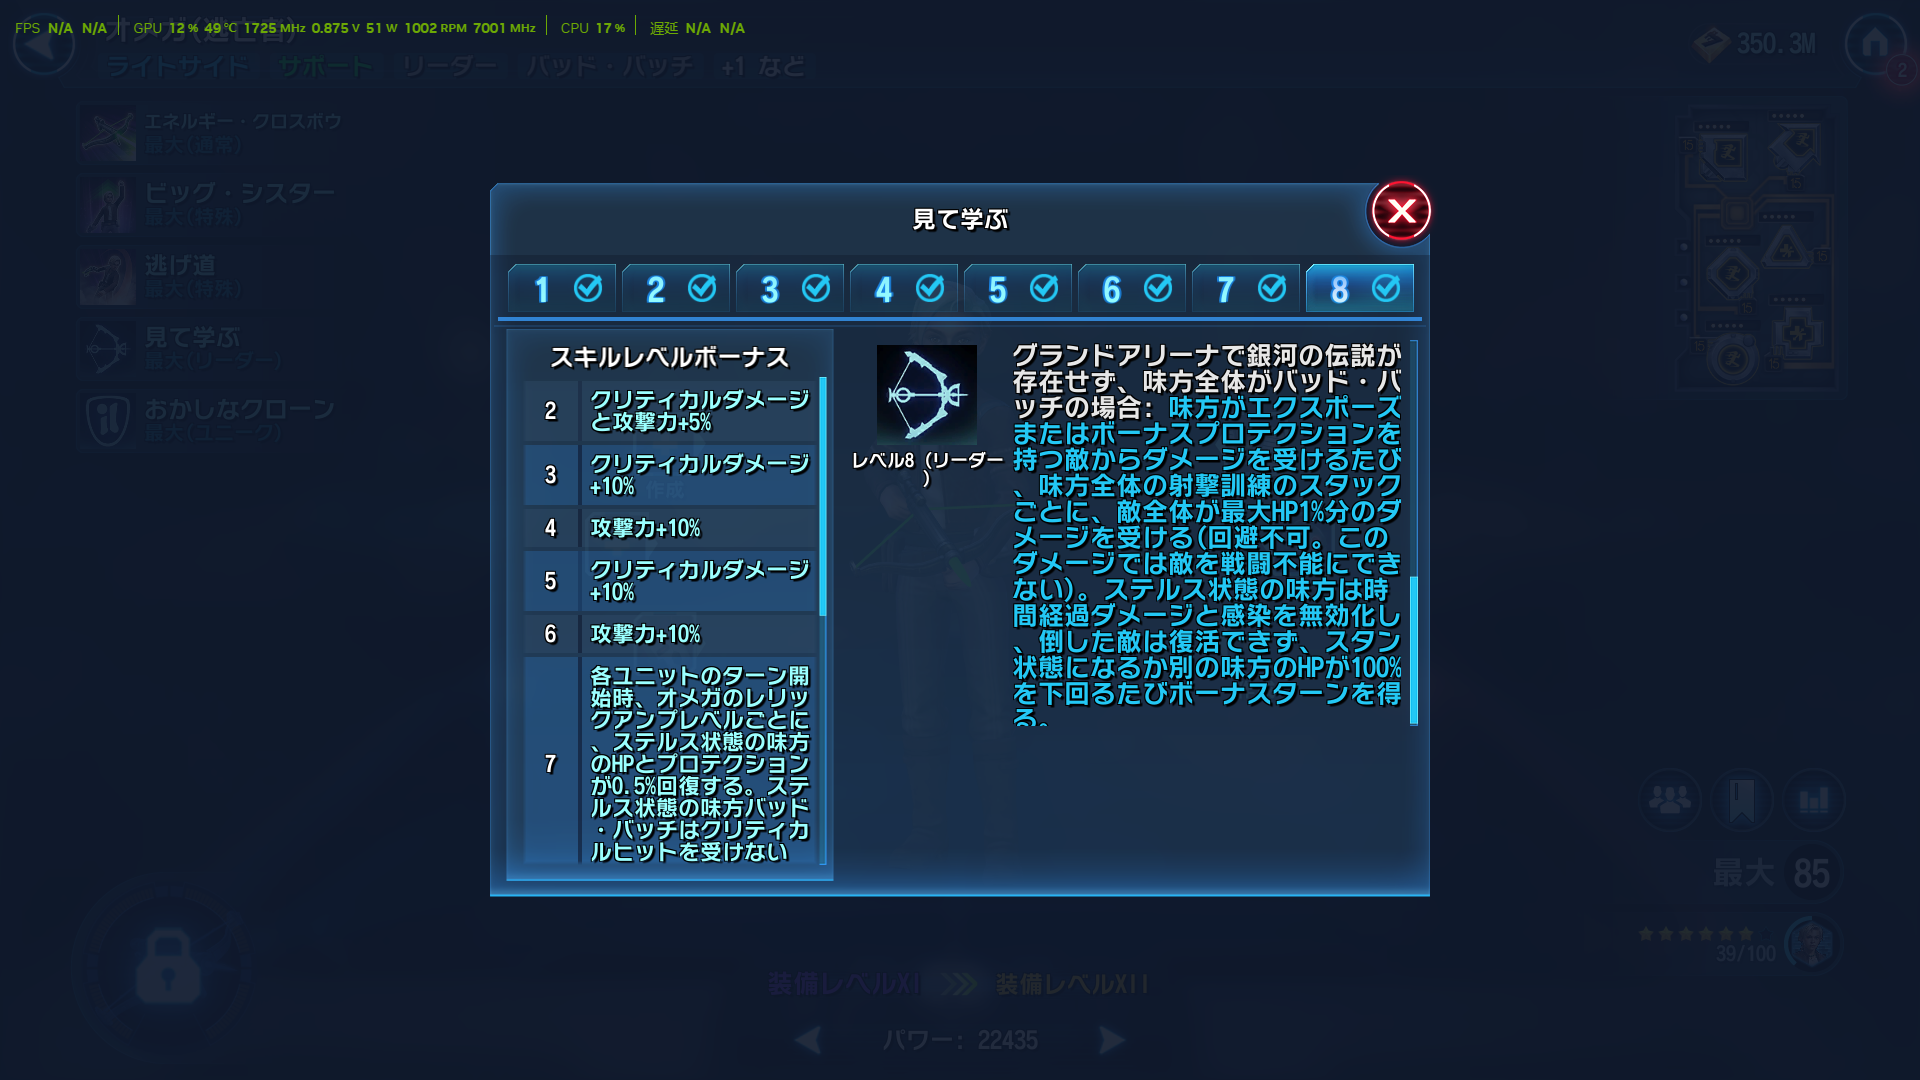 FPS N/A N/A GPU 12 % 49 ℃ 1725 MHz 0.875 V 51 W 1002 RPM 7001 MHz CPU 17 % 遅延 N/A N/A
オメガ(逃亡者)
350.3M
ライトサイド サポート リーダー バッド・バッチ +1 など
2
エネルギー・クロスボウ
最大(通常)
ビッグ・シスター
最大(特殊)
逃げ道
最大(特殊)
見て学ぶ
最大(リーダー)
おかしなクローン
最大(ユニーク)
見て学ぶ
1 2 3 4 5 6 7 8
スキルレベルボーナス
2 クリティカルダメージ
と攻撃力+5%
3 クリティカルダメージ
+10%
4 攻撃力+10%
5 クリティカルダメージ
+10%
6 攻撃力+10%
7 各ユニットのターン開
始時、オメガのレリッ
クアンプレベルごとに
、ステルス状態の味方
のHPとプロテクション
が0.5%回復する。ステ
ルス状態の味方バッド
・バッチはクリティカ
ルヒットを受けない
レベル8 (リーダー
)
グランドアリーナで銀河の伝説が
存在せず、味方全体がバッド・バ
ッチの場合: 味方がエクスポーズ
またはボーナスプロテクションを
持つ敵からダメージを受けるたび
、味方全体の射撃訓練のスタック
ごとに、敵全体が最大HP1%分のダ
メージを受ける(回避不可。この
ダメージでは敵を戦闘不能にでき
ない)。ステルス状態の味方は時
間経過ダメージと感染を無効化し
、倒した敵は復活できず、スタン
状態になるか別の味方のHPが100%
を下回るたびボーナスターンを得
る。
作成
15
15
15
15
15
15
最大 85
39/100
装備レベルXI 装備レベルXII
パワー: 22435